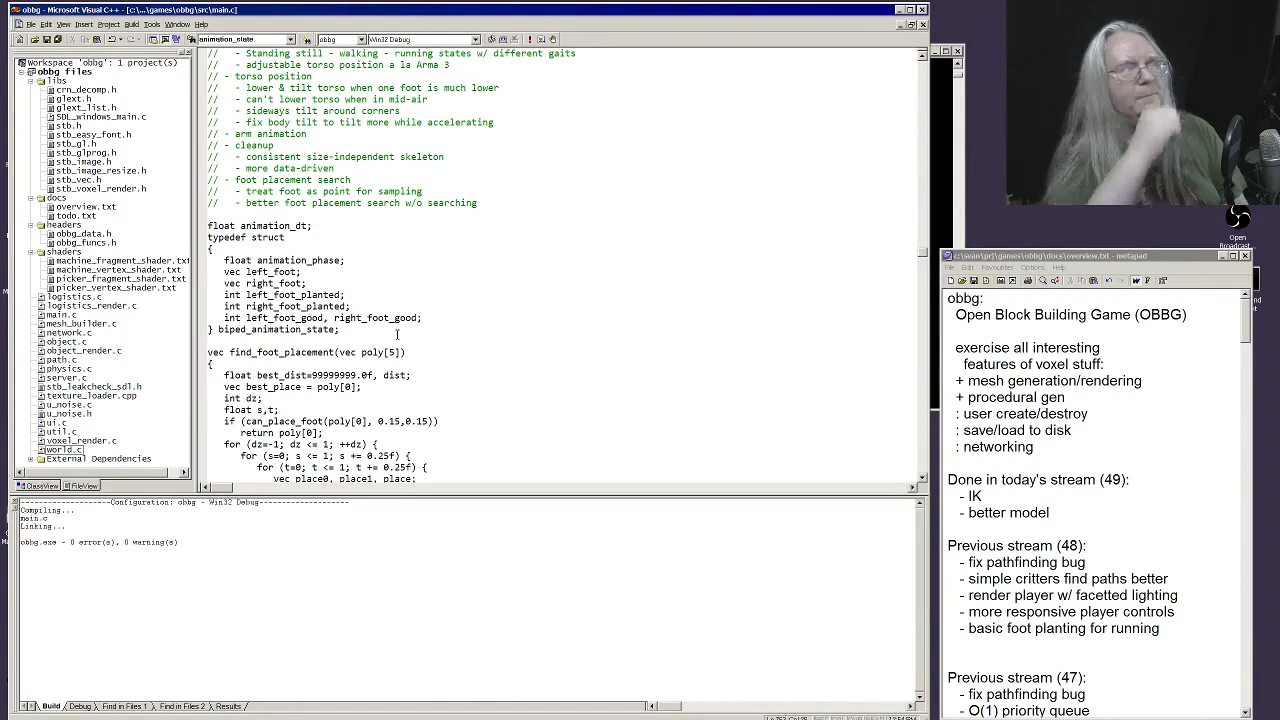 obbg - Microsoft Visual C++ - [c:\...\games\obbg\src\main.c]
File Edit View Insert Project Build Tools Window Help
animation_state
obbg
Win32 Debug
Workspace 'obbg': 1 project(s)
obbg files
libs
crn_decomp.h
glext.h
glext_list.h
SDL_windows_main.c
stb.h
stb_easy_font.h
stb_gl.h
stb_glprog.h
stb_image.h
stb_image_resize.h
stb_vec.h
stb_voxel_render.h
docs
overview.txt
todo.txt
headers
obbg_data.h
obbg_funcs.h
shaders
machine_fragment_shader.txt
machine_vertex_shader.txt
picker_fragment_shader.txt
picker_vertex_shader.txt
logistics.c
logistics_render.c
main.c
mesh_builder.c
network.c
object.c
object_render.c
path.c
physics.c
server.c
stb_leakcheck_sdl.h
texture_loader.cpp
u_noise.c
u_noise.h
ui.c
util.c
voxel_render.c
world.c
External Dependencies
ClassView FileView
//   - Standing still - walking - running states w/ different gaits
//   - adjustable torso position a la Arma 3
// - torso position
//   - lower & tilt torso when one foot is much lower
//   - can't lower torso when in mid-air
//   - sideways tilt around corners
//   - fix body tilt to tilt more while accelerating
// - arm animation
// - cleanup
//   - consistent size-independent skeleton
//   - more data-driven
// - foot placement search
//   - treat foot as point for sampling
//   - better foot placement search w/o searching
float animation_dt;
typedef struct
{
float animation_phase;
vec left_foot;
vec right_foot;
int left_foot_planted;
int right_foot_planted;
int left_foot_good, right_foot_good;
} biped_animation_state;
vec find_foot_placement(vec poly[5])
{
float best_dist=99999999.0f, dist;
vec best_place = poly[0];
int dz;
float s,t;
if (can_place_foot(poly[0], 0.15,0.15))
return poly[0];
for (dz=-1; dz <= 1; ++dz) {
for (s=0; s <= 1; s += 0.25f) {
for (t=0; t <= 1; t += 0.25f) {
vec place0, place1, place;
--------------------Configuration: obbg - Win32 Debug--------------------
Compiling...
main.c
Linking...
obbg.exe - 0 error(s), 0 warning(s)
Build Debug Find in Files 1 Find in Files 2 Results
Open
Broadcast...
c:\sean\prj\games\obbg\docs\overview.txt - metapad
File Edit Favourites Options Help
obbg:
Open Block Building Game (OBBG)
exercise all interesting
features of voxel stuff:
+ mesh generation/rendering
+ procedural gen
: user create/destroy
: save/load to disk
: networking
Done in today's stream (49):
- IK
- better model
Previous stream (48):
- fix pathfinding bug
- simple critters find paths better
- render player w/ facetted lighting
- more responsive player controls
- basic foot planting for running
Previous stream (47):
- fix pathfinding bug
- O(1) priority queue